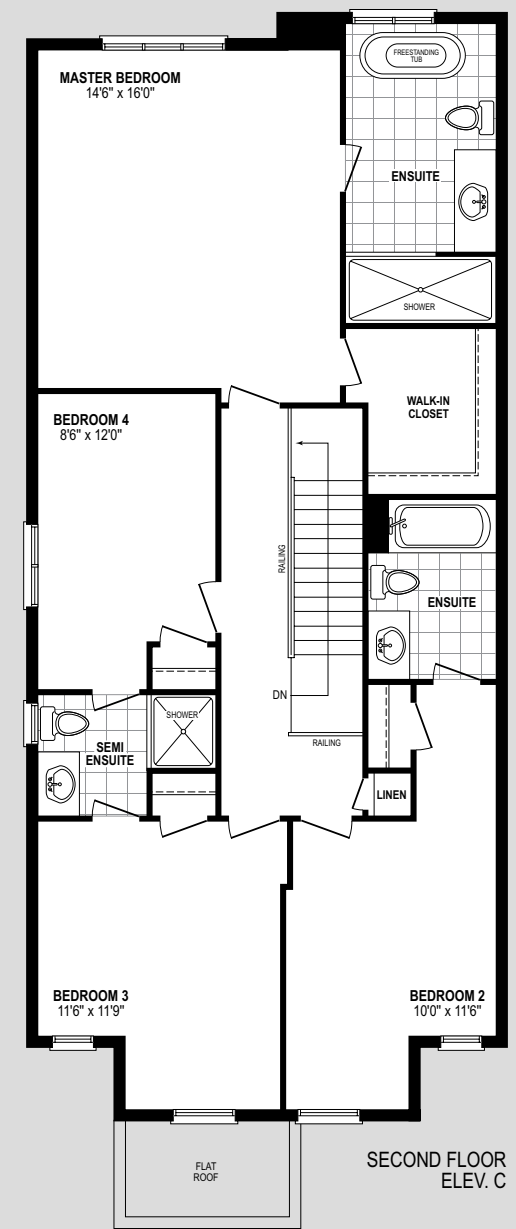 MASTER BEDROOM
14'6" x 16'0"
FREESTANDING
TUB
ENSUITE
SHOWER
WALK-IN
CLOSET
BEDROOM 4
8'6" x 12'0"
RAILING
ENSUITE
DN
SHOWER
SEMI
ENSUITE
RAILING
LINEN
BEDROOM 3
11'6" x 11'9"
BEDROOM 2
10'0" x 11'6"
FLAT
ROOF
SECOND FLOOR
ELEV. C